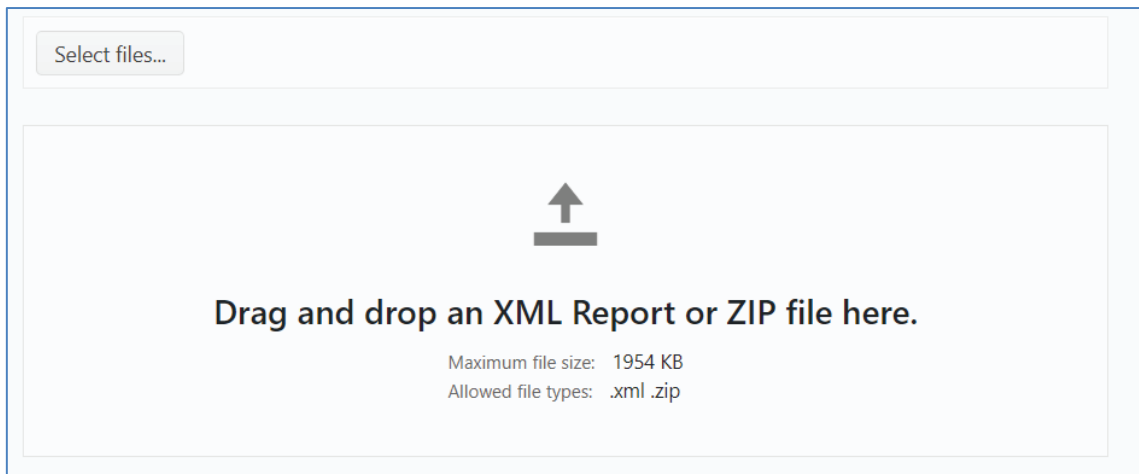 Select files...
Drag and drop an XML Report or ZIP file here.
Maximum file size: 1954 KB
Allowed file types: .xml .zip